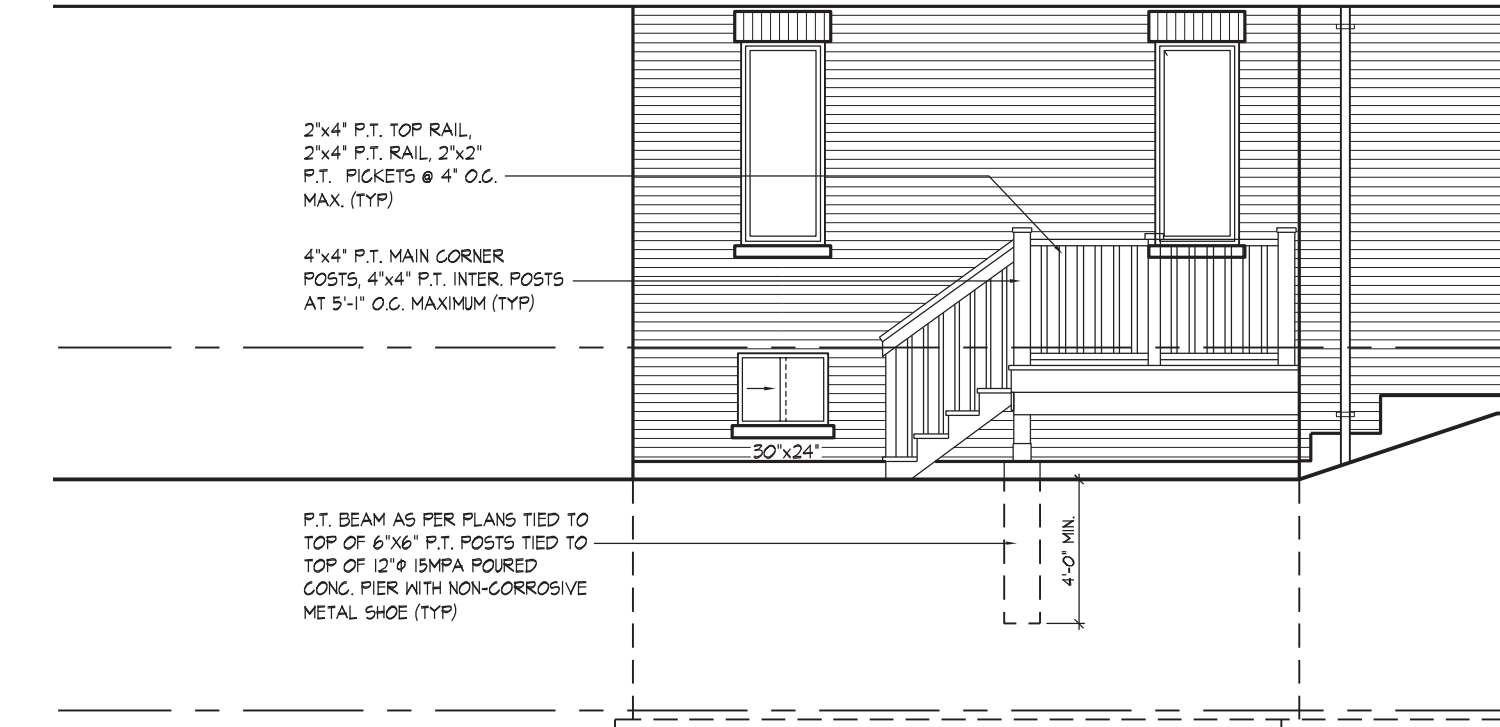 2"x4" P.T. TOP RAIL,
2"x4" P.T. RAIL, 2"x2"
P.T. PICKETS @ 4" O.C.
MAX. (TYP)
4"x4" P.T. MAIN CORNER
POSTS, 4"x4" P.T. INTER. POSTS
AT 5'-1" O.C. MAXIMUM (TYP)
30"x24"
P.T. BEAM AS PER PLANS TIED TO
TOP OF 6"X6" P.T. POSTS TIED TO
TOP OF 12"Φ 15MPA POURED
CONC. PIER WITH NON-CORROSIVE
METAL SHOE (TYP)
4'-0" MIN.